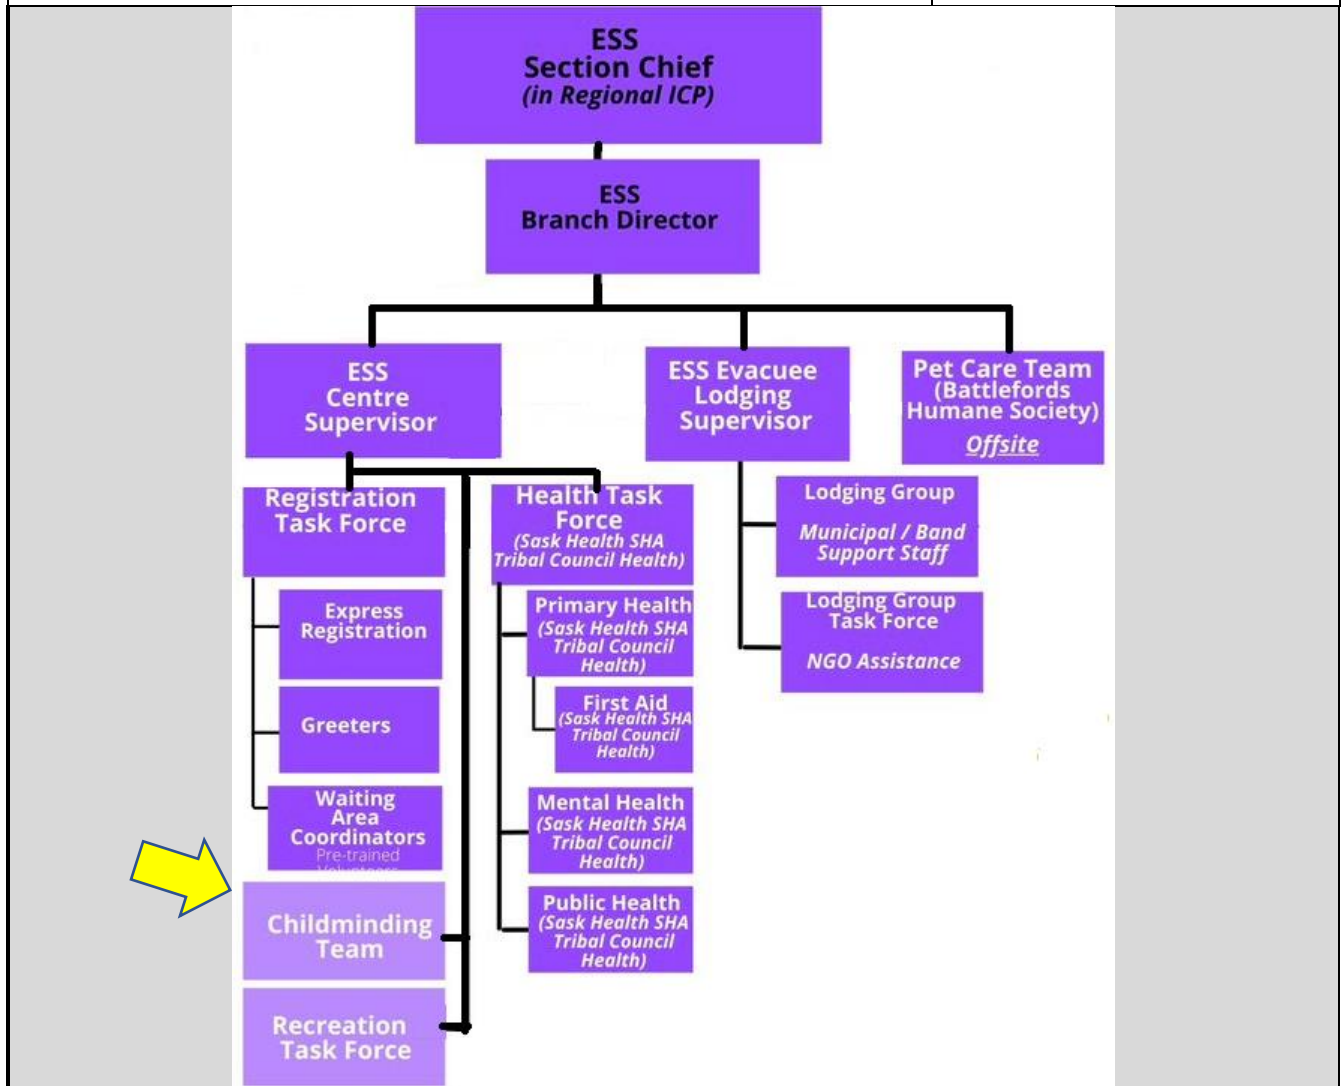 ESS
Section Chief
(in Regional ICP)
ESS
Branch Director
ESS
Centre
Supervisor
ESS Evacuee
Lodging
Supervisor
Pet Care Team
(Battlefords
Humane Society)
Offsite
Registration
Task Force
Express
Registration
Greeters
Waiting
Area
Coordinators
Pre-trained
Volunteers
Childminding
Team
Recreation
Task Force
Health Task
Force
(Sask Health SHA
Tribal Council Health)
Primary Health
(Sask Health SHA
Tribal Council
Health)
First Aid
(Sask Health SHA
Tribal Council
Health)
Mental Health
(Sask Health SHA
Tribal Council
Health)
Public Health
(Sask Health SHA
Tribal Council
Health)
Lodging Group
Municipal / Band
Support Staff
Lodging Group
Task Force
NGO Assistance